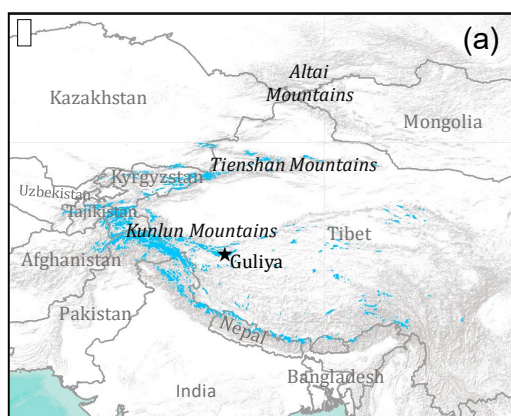 (a)
Altai
Mountains
Kazakhstan
Mongolia
Tienshan Mountains
Kyrgyzstan
Uzbekistan
Tajikistan
Kunlun Mountains
Tibet
Afghanistan
Guliya
Pakistan
Nepal
India
Bangladesh